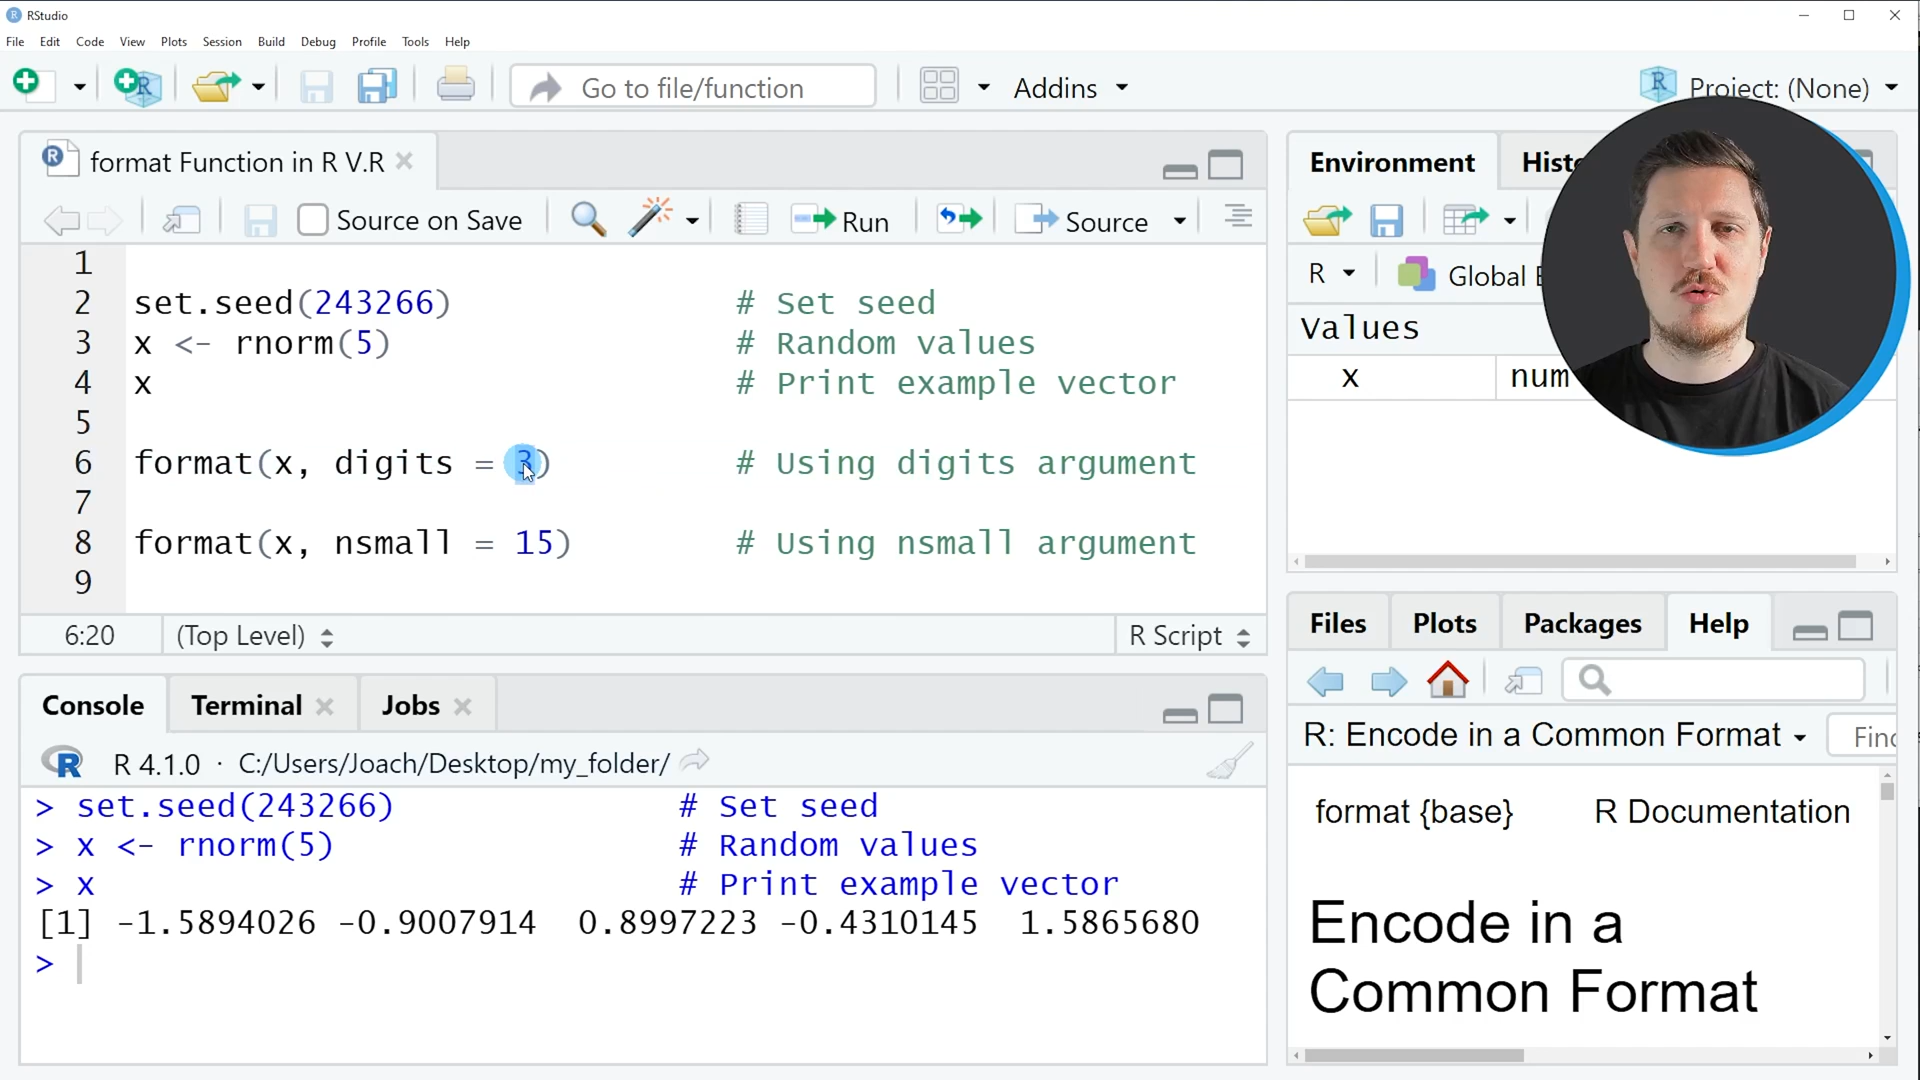 RStudio
File Edit Code View Plots Session Build Debug Profile Tools Help
Go to file/function Addins Project: (None)
format Function in R V.R
Source on Save Run Source
1
2 set.seed(243266) # Set seed
3 x <- rnorm(5) # Random values
4 x # Print example vector
5
6 format(x, digits = 3) # Using digits argument
7
8 format(x, nsmall = 15) # Using nsmall argument
9
6:20 (Top Level) R Script
Console Terminal Jobs
R 4.1.0 · C:/Users/Joach/Desktop/my_folder/
> set.seed(243266) # Set seed
> x <- rnorm(5) # Random values
> x # Print example vector
[1] -1.5894026 -0.9007914 0.8997223 -0.4310145 1.5865680
>
Environment Histo
R Global E
Values
x num
Files Plots Packages Help
R: Encode in a Common Format Find
format {base} R Documentation
Encode in a
Common Format